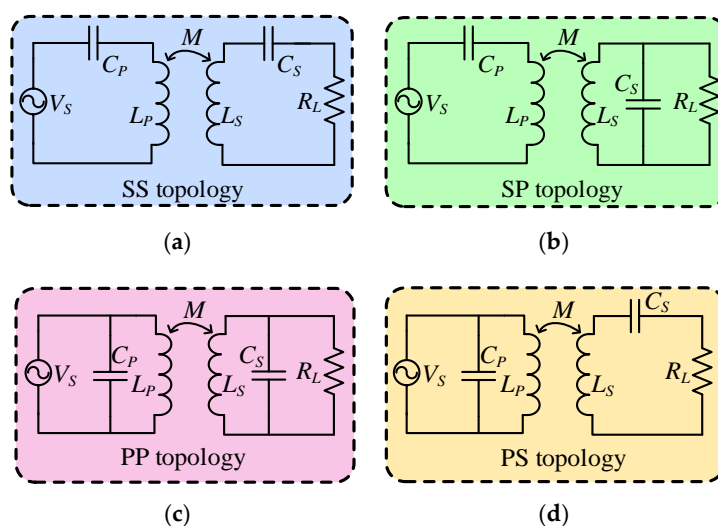 M
C_P
C_S
V_S
L_P
L_S
R_L
SS topology
(a)
M
C_P
C_S
V_S
L_P
L_S
R_L
SP topology
(b)
M
C_P
C_S
V_S
L_P
L_S
R_L
PP topology
(c)
C_S
M
C_P
V_S
L_P
L_S
R_L
PS topology
(d)